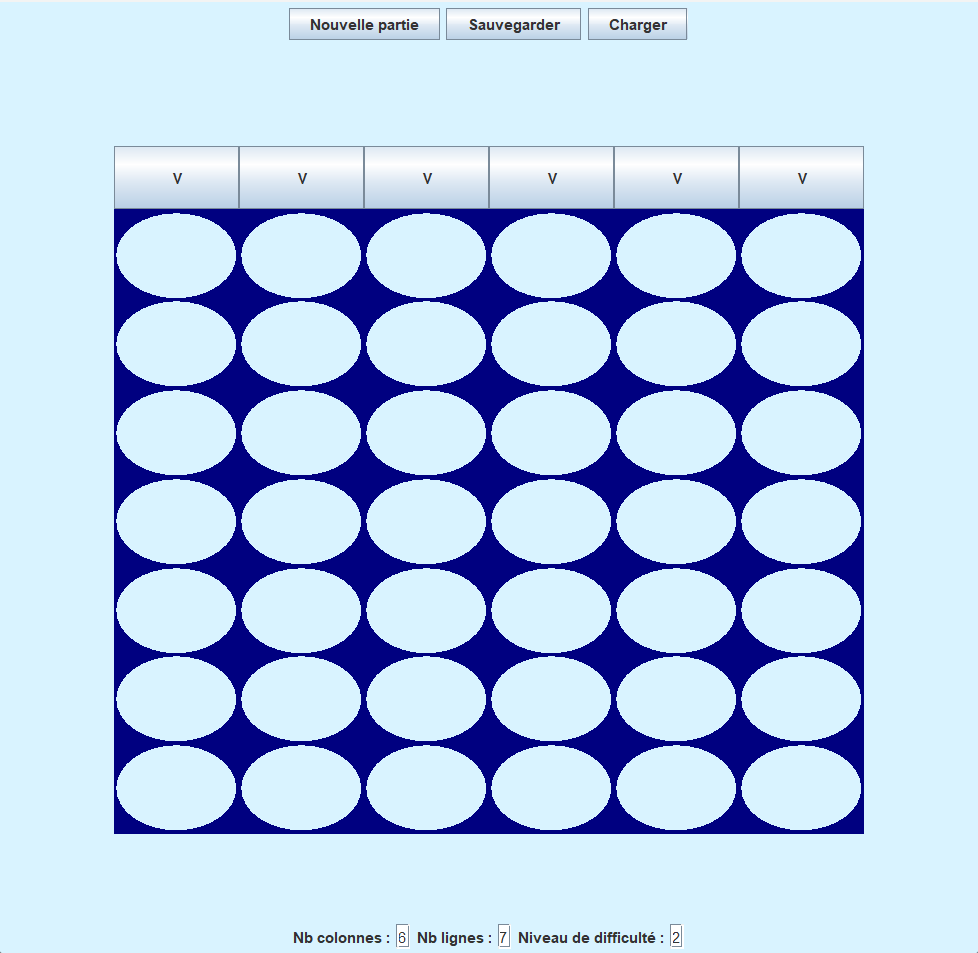 Nouvelle partie Sauvegarder Charger
V V V V V V
Nb colonnes : 6 Nb lignes : 7 Niveau de difficulté : 2